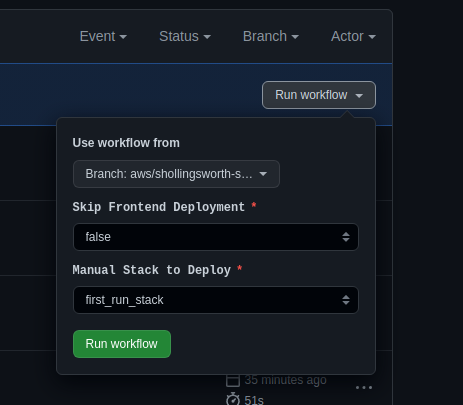 Event Status Branch Actor
Run workflow
Use workflow from
Branch: aws/shollingsworth-s...
Skip Frontend Deployment *
false
Manual Stack to Deploy *
first_run_stack
Run workflow
35 minutes ago
51s